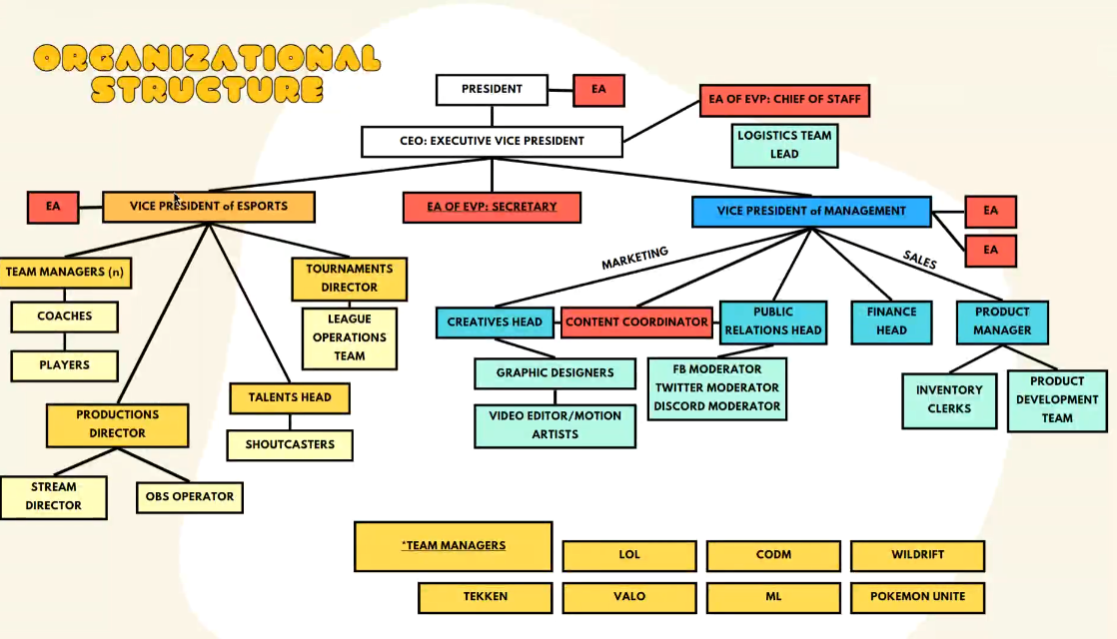 ORGANIZATIONAL
STRUCTURE
PRESIDENT
EA
EA OF EVP: CHIEF OF STAFF
CEO: EXECUTIVE VICE PRESIDENT
LOGISTICS TEAM
LEAD
EA
VICE PRESIDENT of ESPORTS
EA OF EVP: SECRETARY
VICE PRESIDENT of MANAGEMENT
EA
EA
MARKETING
SALES
TEAM MANAGERS (n)
COACHES
PLAYERS
TOURNAMENTS
DIRECTOR
LEAGUE
OPERATIONS
TEAM
CREATIVES HEAD
CONTENT COORDINATOR
PUBLIC
RELATIONS HEAD
FINANCE
HEAD
PRODUCT
MANAGER
GRAPHIC DESIGNERS
VIDEO EDITOR/MOTION
ARTISTS
FB MODERATOR
TWITTER MODERATOR
DISCORD MODERATOR
INVENTORY
CLERKS
PRODUCT
DEVELOPMENT
TEAM
TALENTS HEAD
SHOUTCASTERS
PRODUCTIONS
DIRECTOR
STREAM
DIRECTOR
OBS OPERATOR
*TEAM MANAGERS
LOL
CODM
WILDRIFT
TEKKEN
VALO
ML
POKEMON UNITE